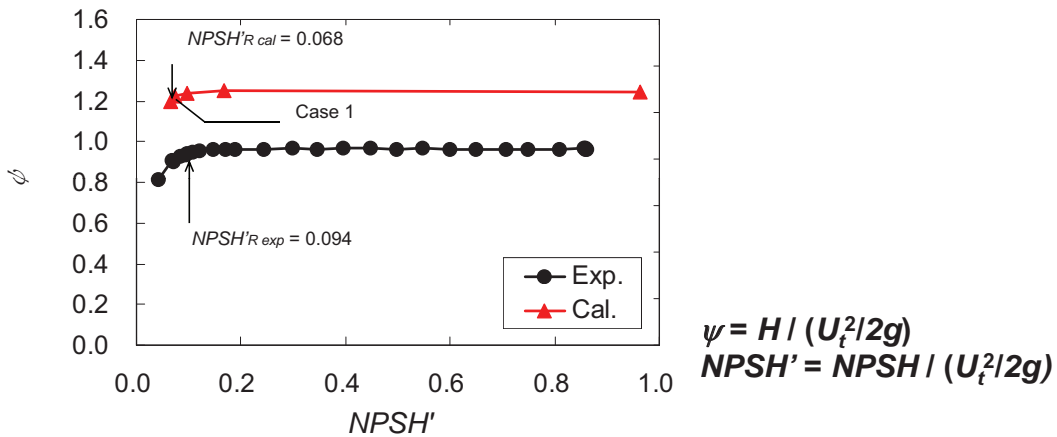 1.6
NPSH'R cal = 0.068
1.4
1.2
Case 1
1.0
ψ
0.8
0.6
NPSH'R exp = 0.094
0.4
Exp.
0.2
Cal.
0.0
ψ = H / (Ut²/2g)
NPSH' = NPSH / (Ut²/2g)
0.0 0.2 0.4 0.6 0.8 1.0
NPSH'